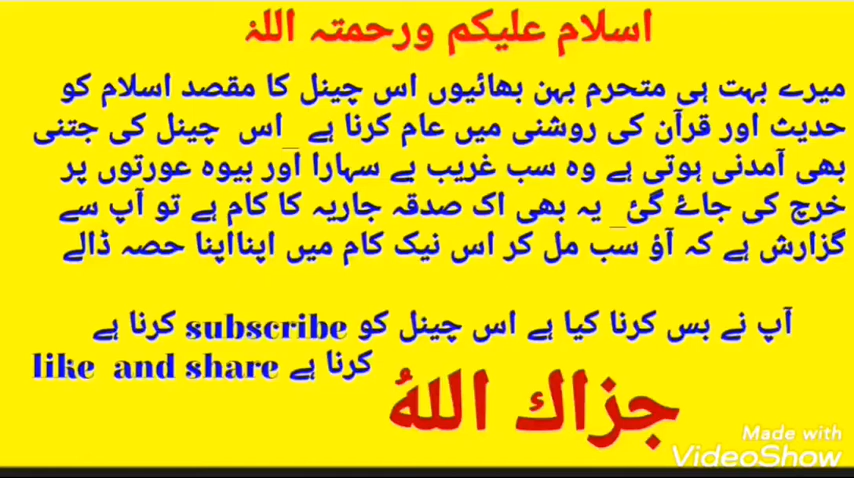 اسلام علیکم ورحمتہ اللہٰ
میرے بہت ہی متحرم بہن بھائیوں اس چینل کا مقصد اسلام کو
حدیث اور قرآن کی روشنی میں عام کرنا ہے _اس چینل کی جتنی
بھی آمدنی ہوتی ہے وہ سب غریب بے سہارا اور بیوہ عورتوں پر
خرچ کی جاۓ گئ_ یہ بھی اک صدقہ جاریہ کا کام ہے تو آپ سے
گزارش ہے کہ آؤ سب مل کر اس نیک کام میں اپنااپنا حصہ ڈالے
آپ نے بس کرنا کیا ہے اس چینل کو subscribe کرنا ہے
like and share کرنا ہے
جزاك اللهُ
Made with
VideoShow